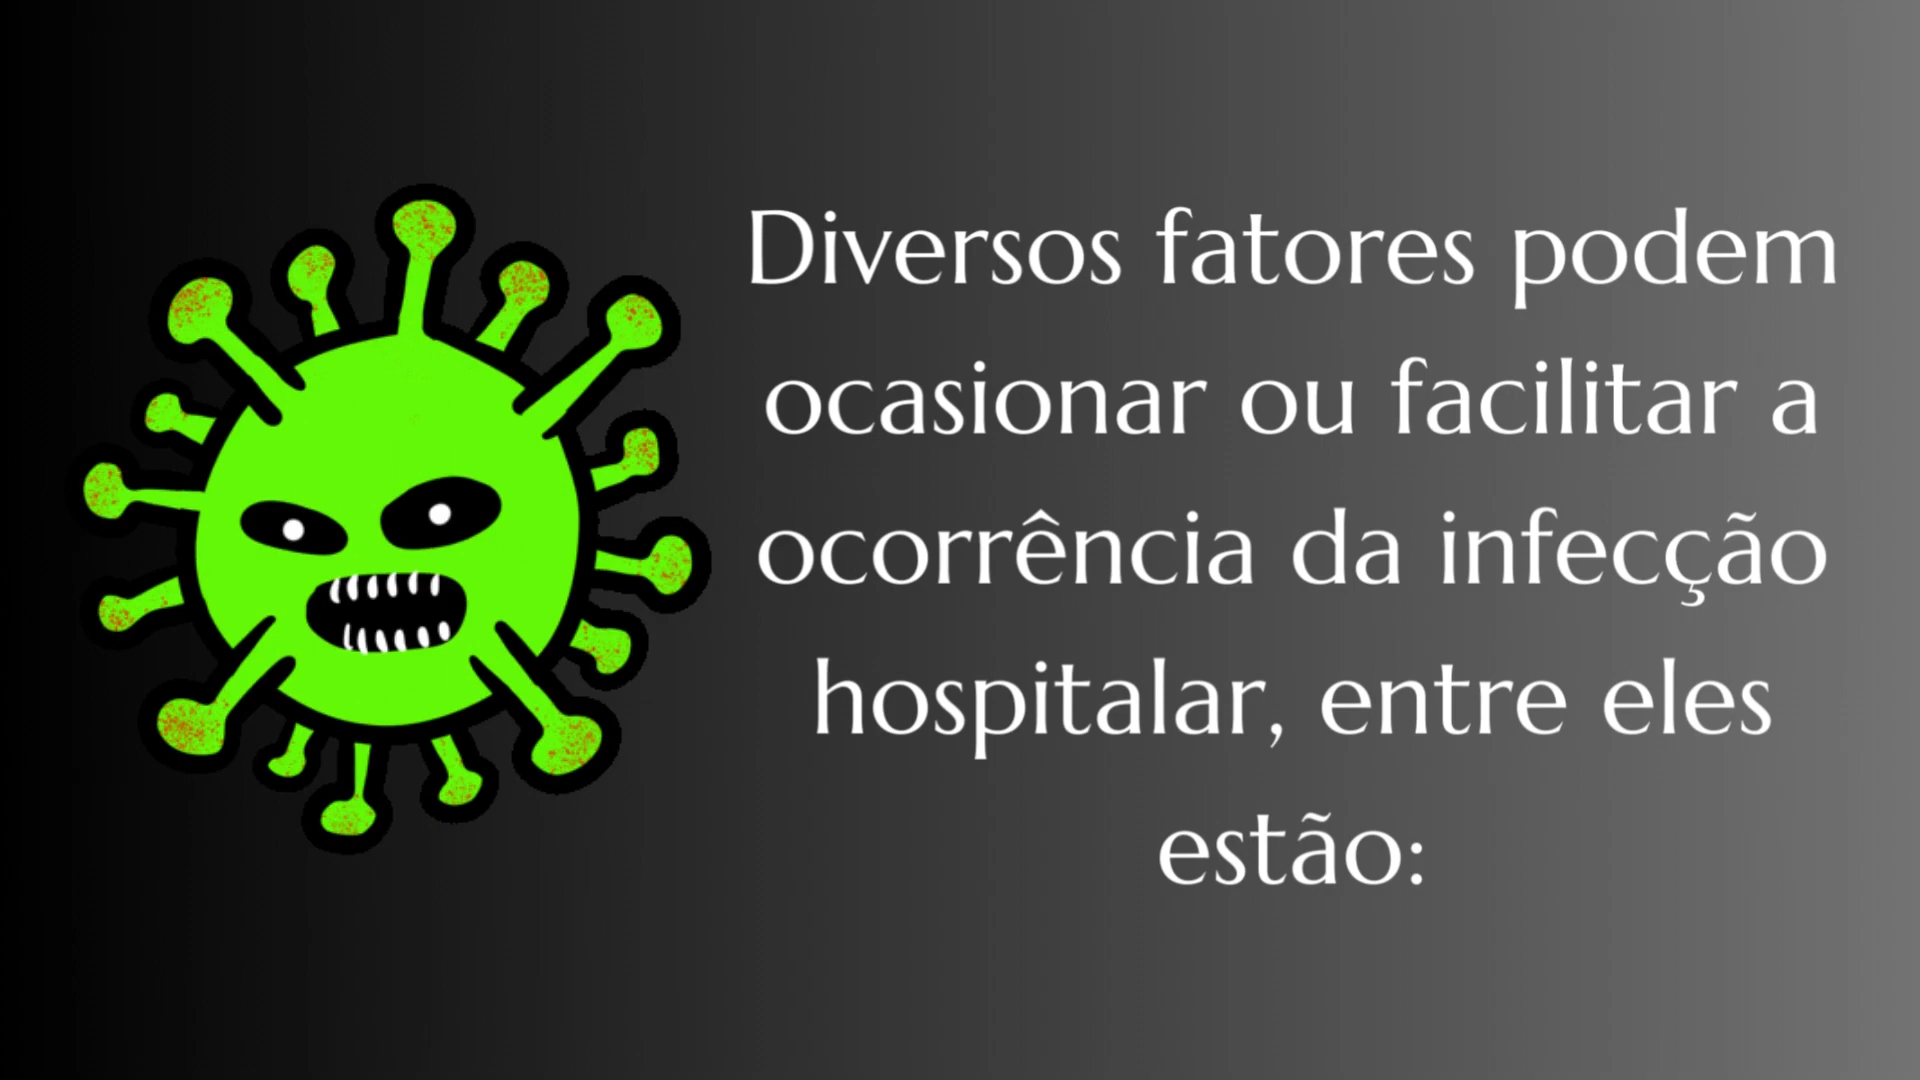 Diversos fatores podem
ocasionar ou facilitar a
ocorrência da infecção
hospitalar, entre eles
estão: